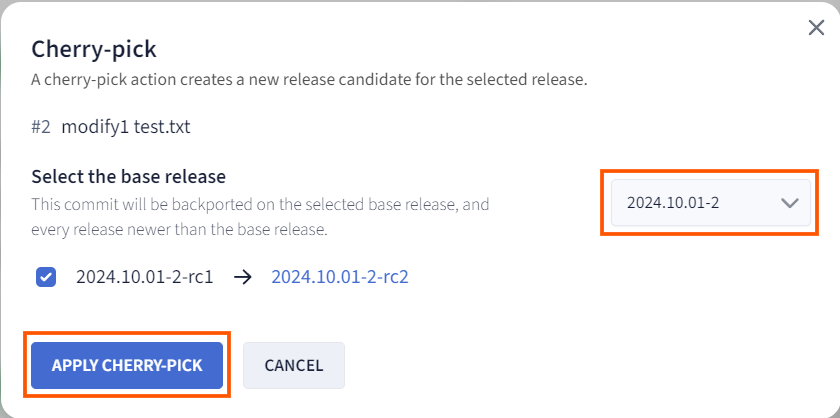 Cherry-pick
A cherry-pick action creates a new release candidate for the selected release.
#2 modify1 test.txt
Select the base release
This commit will be backported on the selected base release, and
every release newer than the base release.
2024.10.01-2
2024.10.01-2-rc1 → 2024.10.01-2-rc2
APPLY CHERRY-PICK CANCEL